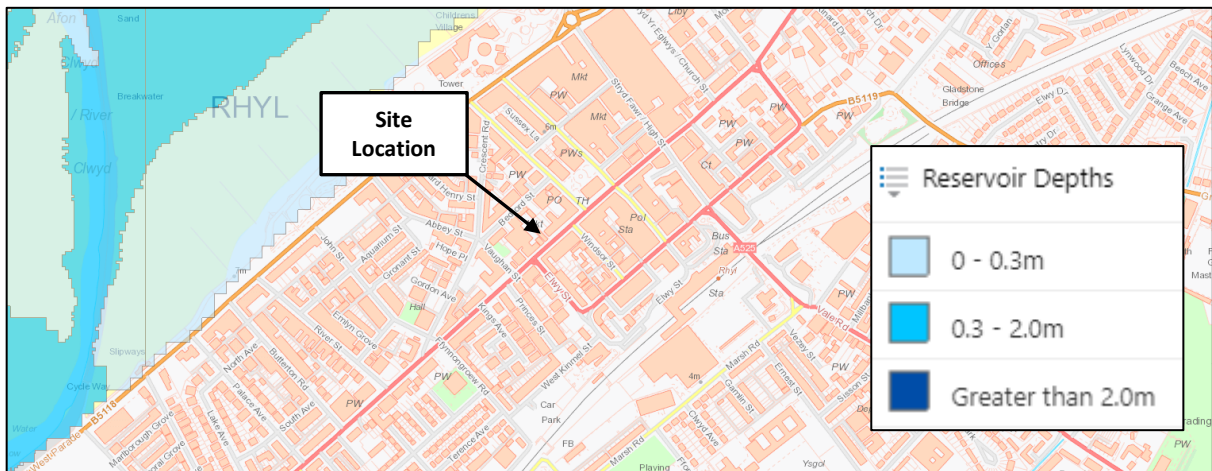 Afon
Clwyd
/ River
Clwyd
Breakwater
RHYL
Childrens
Village
Tower
Site
Location
Crescent Rd
Sussex La
6m
Mkt
PW
Mkt
PWs
PW
PO
TH
Bedford St
Stryd Fawr / High St
Stryd Yr Eglwys / Church St
Liby
PW
PW
PW
Ct
Pol
Sta
Windsor St
Bus
Sta
Rhyl
Sta
A525
B5119
Offices
Gladstone
Bridge
Y Gorlan
Elwy Dr
Lynwood Dr
Beech Ave
Grange Ave
John St
Aquarium St
Abbey St
Gronant St
Hope Pl
Gordon Ave
Vaughan St
Hall
Elwy St
Elwy St
Princes St
Kings Ave
Ffynnongroew Rd
West Kinmel St
River St
Emlyn Grove
Butterton Rd
North Ave
Palace Ave
Lake Ave
South Ave
PW
PW
Marlborough Grove
Terence Ave
Car
Park
FB
Marsh Rd
Marsh Rd
4m
Gamlin St
Ernest St
Vezey St
Clwyd Ave
Sisson St
Vale Rd
PW
Playing
Ysgol
Slipways
Cycle Way
Water
West Parade
B5118
Reservoir Depths
0 - 0.3m
0.3 - 2.0m
Greater than 2.0m